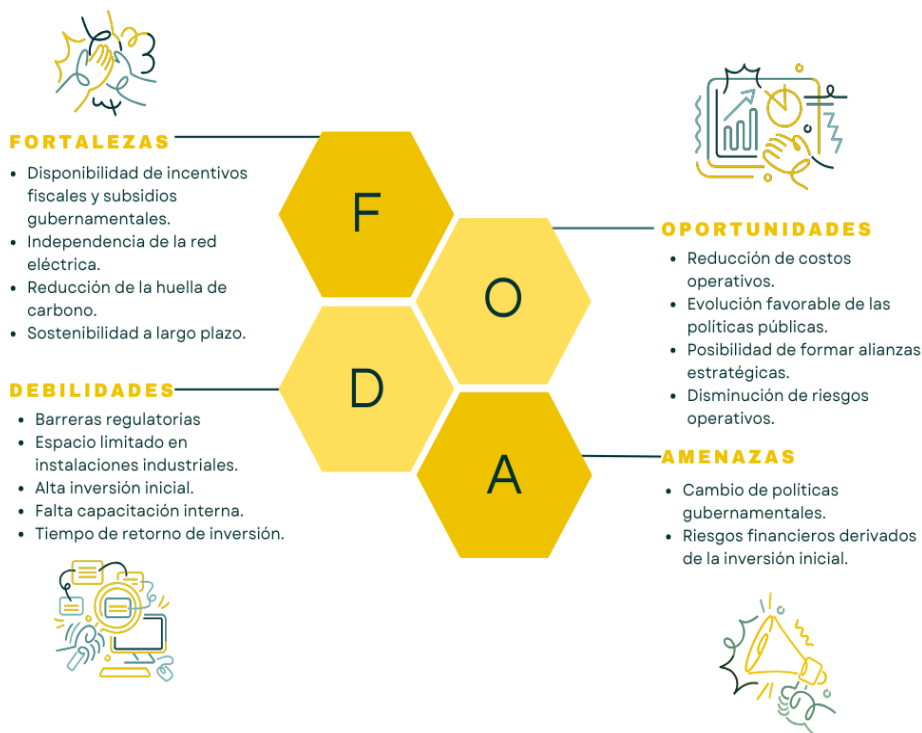 FORTALEZAS
• Disponibilidad de incentivos
fiscales y subsidios
gubernamentales.
• Independencia de la red
eléctrica.
• Reducción de la huella de
carbono.
• Sostenibilidad a largo plazo.
F
OPORTUNIDADES
• Reducción de costos
operativos.
• Evolución favorable de las
políticas públicas.
• Posibilidad de formar alianzas
estratégicas.
• Disminución de riesgos
operativos.
O
DEBILIDADES
• Barreras regulatorias
• Espacio limitado en
instalaciones industriales.
• Alta inversión inicial.
• Falta capacitación interna.
• Tiempo de retorno de inversión.
D
AMENAZAS
• Cambio de políticas
gubernamentales.
• Riesgos financieros derivados
de la inversión inicial.
A